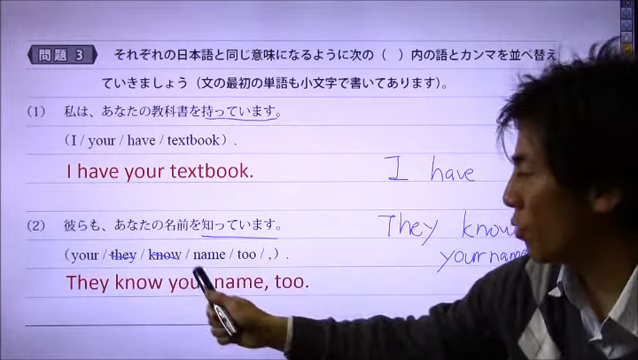 問題 3 それぞれの日本語と同じ意味になるように次の( )内の語とカンマを並べ替え
ていきましょう(文の最初の単語も小文字で書いてあります)。
(1) 私は、あなたの教科書を持っています。
(I / your / have / textbook).
I have your textbook.
I have
(2) 彼らも、あなたの名前を知っています。
They know
(your / they / know / name / too / ,).
your name
They know your name, too.